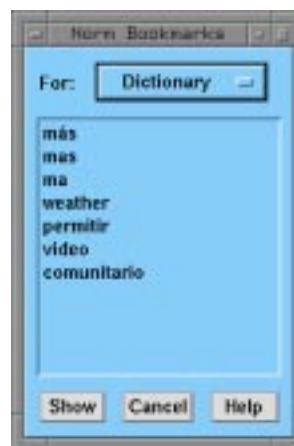 Norm Bookmarks
For: Dictionary
más
mas
ma
weather
permitir
video
comunitario
Show Cancel Help